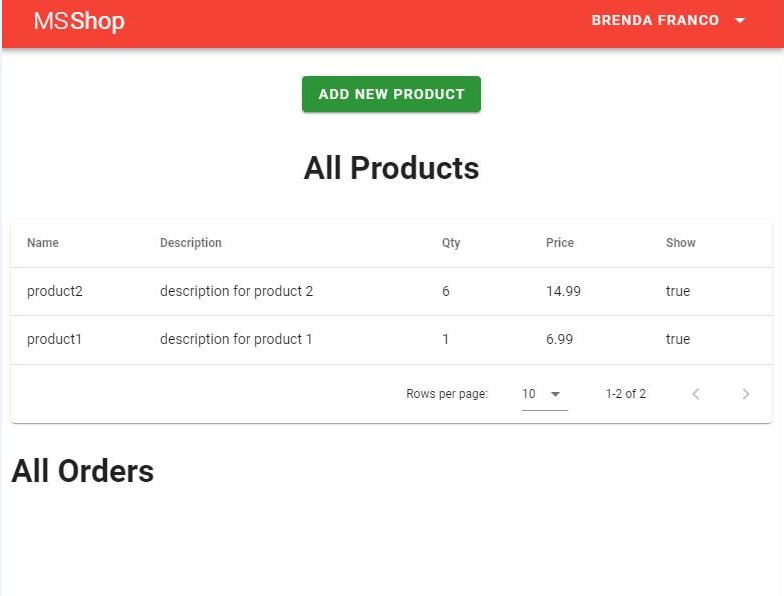 MSShop BRENDA FRANCO
ADD NEW PRODUCT
All Products
Name Description Qty Price Show
product2 description for product 2 6 14.99 true
product1 description for product 1 1 6.99 true
Rows per page: 10 1-2 of 2
All Orders